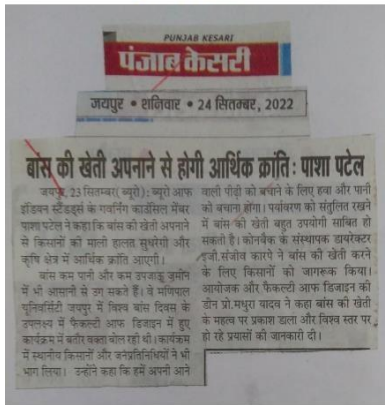 PUNJAB KESARI
पंजाब केसरी
जयपुर • शनिवार • 24 सितम्बर, 2022
बांस की खेती अपनाने से होगी आर्थिक क्रांति : पाशा पटेल
जयपुर, 23 सितम्बर (ब्यूरो): ब्यूरो आफ
इंडियन स्टैंडर्ड्स के गवर्निंग काउंसिल मेंबर
पाशा पटेल ने कहा कि बांस की खेती अपनाने
से किसानों की माली हालत सुधरेगी और
कृषि क्षेत्र में आर्थिक क्रांति आएगी।
बांस कम पानी और कम उपजाऊ जमीन
में भी आसानी से उग सकते हैं। वे मणिपाल
यूनिवर्सिटी जयपुर में विश्व बांस दिवस के
उपलक्ष्य में फैकल्टी आफ डिजाइन में हुए
कार्यक्रम में बतौर वक्ता बोल रही थी। कार्यक्रम
में स्थानीय किसानों और जनप्रतिनिधियों ने भी
भाग लिया। उन्होंने कहा कि हमें अपनी आने
वाली पीढ़ी को बचाने के लिए हवा और पानी
को बचाना होगा। पर्यावरण को संतुलित रखने
में बांस की खेती बहुत उपयोगी साबित हो
सकती है। कोनबैक के संस्थापक डायरेक्टर
इजी.संजीव कारपे ने बांस की खेती करने
के लिए किसानों को जागरूक किया।
आयोजक और फैकल्टी आफ डिजाइन की
डीन प्रो.मधुरा यादव ने कहा बांस की खेती
के महत्व पर प्रकाश डाला और विश्व स्तर पर
हो रहे प्रयासों की जानकारी दी।